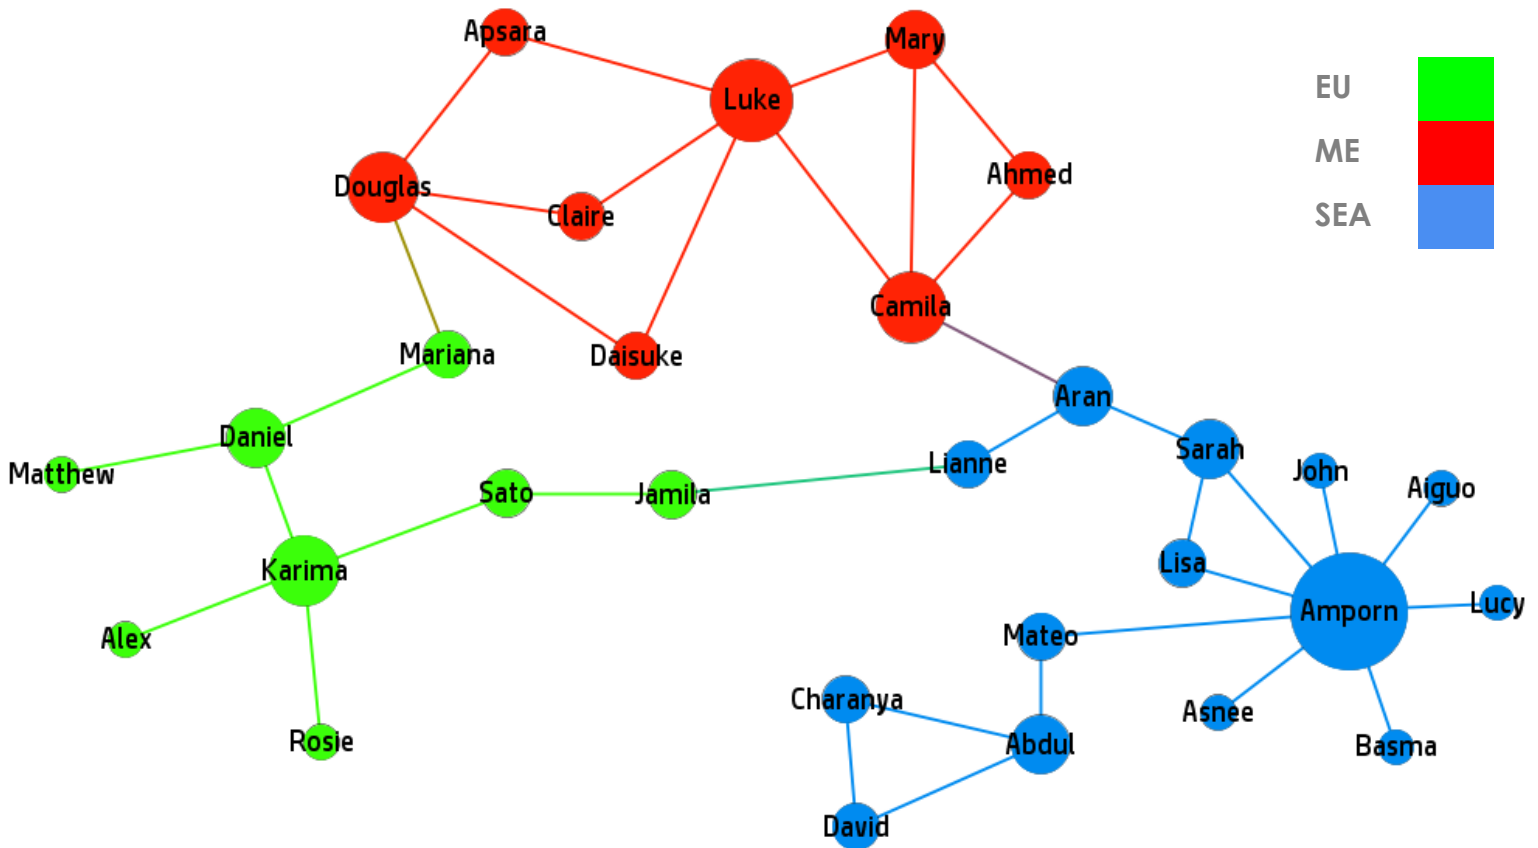 Apsara
Mary
Luke
EU
ME
Ahmed
Douglas
SEA
Claire
Camila
Mariana
Daisuke
Aran
Daniel
Sarah
Lianne
John
Matthew
Aiguo
Sato
Jamila
Lisa
Karima
Lucy
Amporn
Mateo
Alex
Charanya
Asnee
Rosie
Abdul
Basma
David